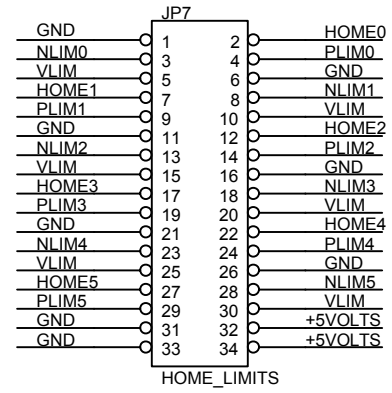 JP7
GND 1 2 HOME0
NLIM0 3 4 PLIM0
VLIM 5 6 GND
HOME1 7 8 NLIM1
PLIM1 9 10 VLIM
GND 11 12 HOME2
NLIM2 13 14 PLIM2
VLIM 15 16 GND
HOME3 17 18 NLIM3
PLIM3 19 20 VLIM
GND 21 22 HOME4
NLIM4 23 24 PLIM4
VLIM 25 26 GND
HOME5 27 28 NLIM5
PLIM5 29 30 VLIM
GND 31 32 +5VOLTS
GND 33 34 +5VOLTS
HOME_LIMITS